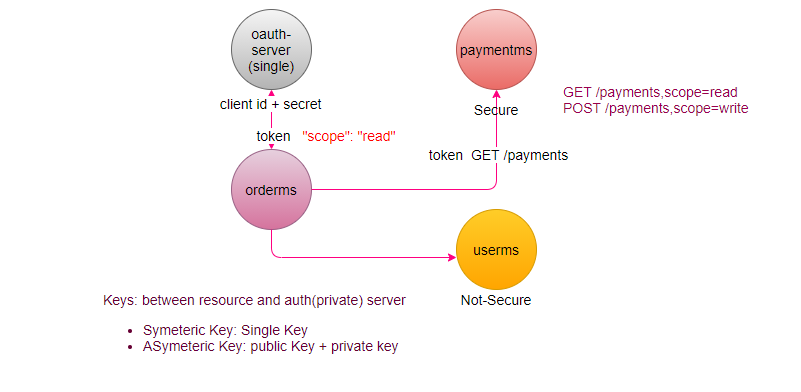 oauth-
server
(single)
paymentms
client id + secret
GET /payments,scope=read
POST /payments,scope=write
Secure
token "scope": "read"
token GET /payments
orderms
userms
Not-Secure
Keys: between resource and auth(private) server
• Symeteric Key: Single Key
• ASymeteric Key: public Key + private key